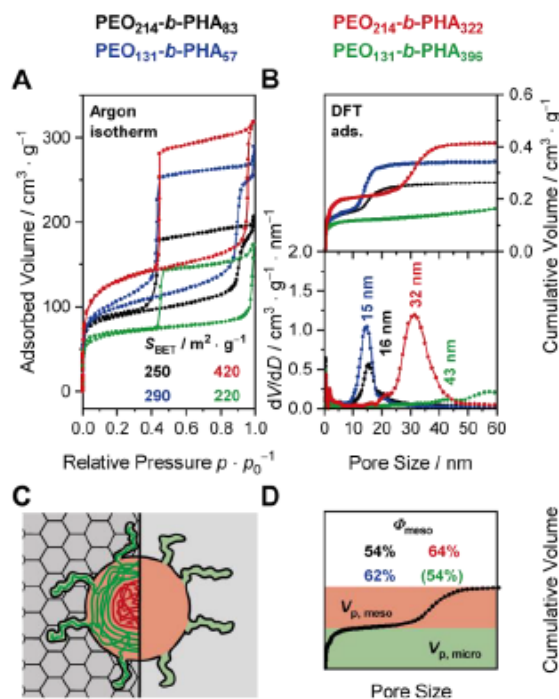 PEO₂₁₄-b-PHA₈₃ PEO₂₁₄-b-PHA₃₂₂
PEO₁₃₁-b-PHA₅₇ PEO₁₃₁-b-PHA₃₉₆
A
Argon
isotherm
Adsorbed Volume / cm³ · g⁻¹
300
200
100
0
S_BET / m² · g⁻¹
250 420
290 220
0.0 0.2 0.4 0.6 0.8 1.0
Relative Pressure p · p₀⁻¹
B
DFT
ads.
0.6
0.4
0.2
0.0
Cumulative Volume / cm³ · g⁻¹
2.0
1.5
1.0
0.5
0.0
dV/dD / cm³ · g⁻¹ · nm⁻¹
15 nm
16 nm
32 nm
43 nm
0 10 20 30 40 50 60
Pore Size / nm
C
D
Φmeso
54% 64%
62% (54%)
Vp, meso
Vp, micro
Cumulative Volume
Pore Size